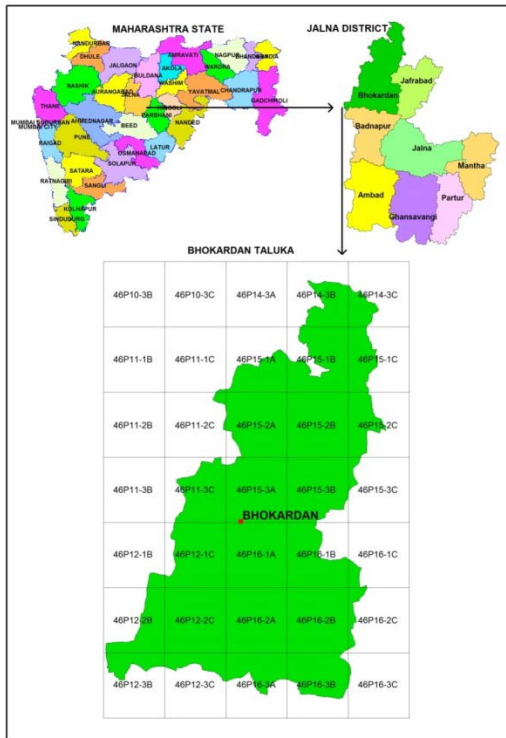 MAHARASHTRA STATE
NANDURBAR
DHULE
JALGAON
BULDANA
AMRAVATI
AKOLA
WASHIM
WARDHA
NAGPUR
BHANDARA
GONDIA
NASHIK
AURANGABAD
JALNA
HINGOLI
YAVATMAL
CHANDRAPUR
GADCHIROLI
THANE
MUMBAI SUBURBAN
MUMBAI CITY
AHMEDNAGAR
PARBHANI
BEED
NANDED
RAIGAD
PUNE
LATUR
OSMANABAD
SOLAPUR
SATARA
RATNAGIRI
SANGLI
KOLHAPUR
SINDUDURG
JALNA DISTRICT
Bhokardan
Jafrabad
Badnapur
Jalna
Mantha
Ambad
Ghansavangi
Partur
BHOKARDAN TALUKA
46P10-3B 46P10-3C 46P14-3A 46P14-3B 46P14-3C
46P11-1B 46P11-1C 46P15-1A 46P15-1B 46P15-1C
46P11-2B 46P11-2C 46P15-2A 46P15-2B 46P15-2C
46P11-3B 46P11-3C 46P15-3A 46P15-3B 46P15-3C
BHOKARDAN
46P12-1B 46P12-1C 46P16-1A 46P16-1B 46P16-1C
46P12-2B 46P12-2C 46P16-2A 46P16-2B 46P16-2C
46P12-3B 46P12-3C 46P16-3A 46P16-3B 46P16-3C